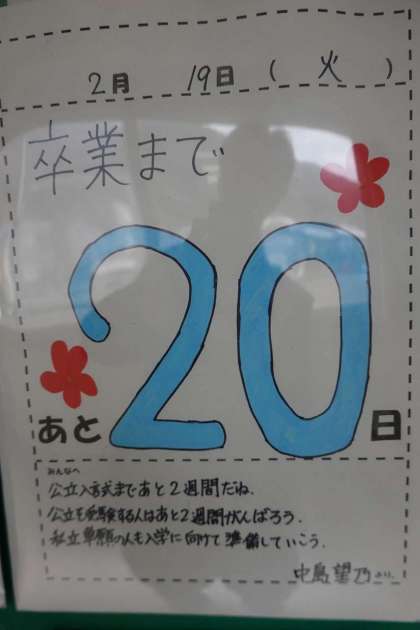 2月 19日 ( 火 )
卒業まで
あと 20 日
みんなへ
公立入試まであと2週間だね.
公立を受験する人はあと2週間がんばろう.
私立単願の人も入学に向けて準備していこう.
中島望乃より.